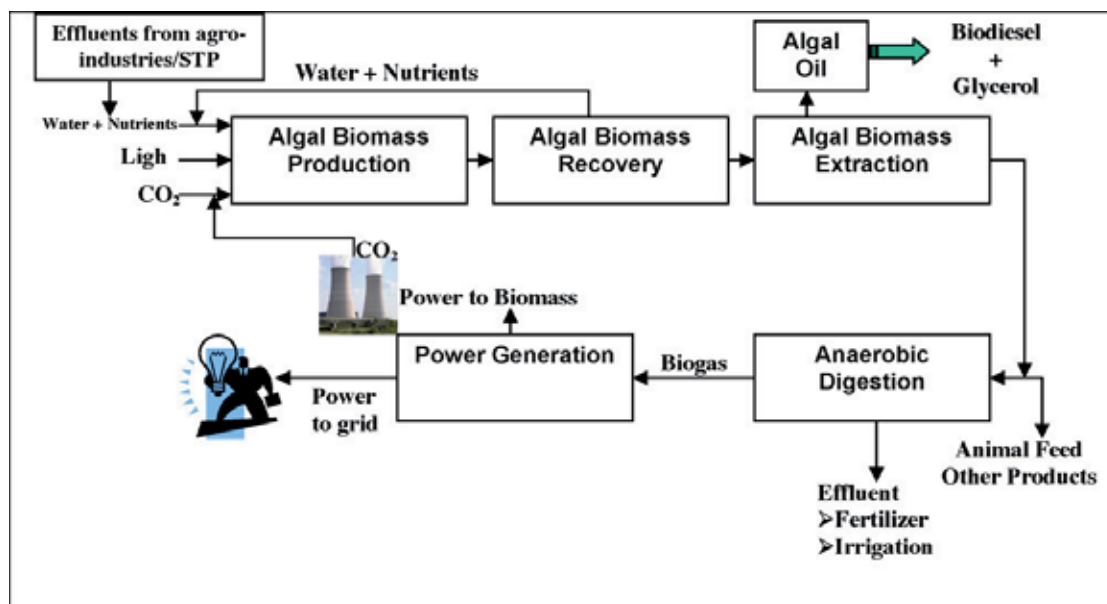 Effluents from agro-
industries/STP
Water + Nutrients
Algal
Oil
Biodiesel
+
Glycerol
Water + Nutrients
Ligh
CO₂
Algal Biomass
Production
Algal Biomass
Recovery
Algal Biomass
Extraction
CO₂
Power to Biomass
Power Generation
Biogas
Anaerobic
Digestion
Power
to grid
Animal Feed
Other Products
Effluent
➢Fertilizer
➢Irrigation